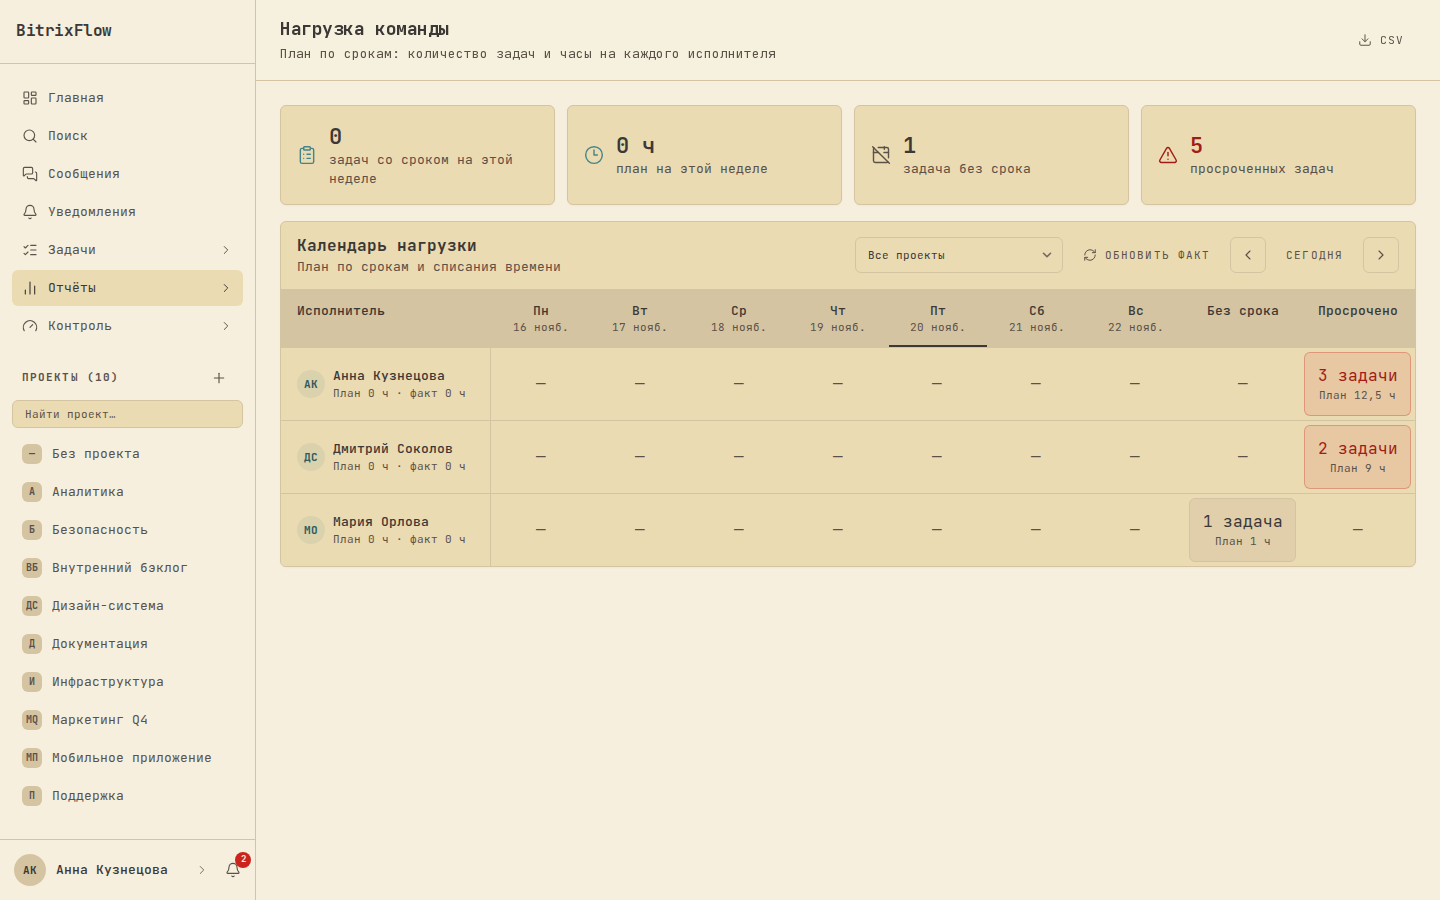 BitrixFlow
Главная
Поиск
Сообщения
Уведомления
Задачи
Отчёты
Контроль
ПРОЕКТЫ (10)
Найти проект…
— Без проекта
А Аналитика
Б Безопасность
ВБ Внутренний бэклог
ДС Дизайн-система
Д Документация
И Инфраструктура
MQ Маркетинг Q4
МП Мобильное приложение
П Поддержка
АК Анна Кузнецова 2
Нагрузка команды
План по срокам: количество задач и часы на каждого исполнителя
CSV
0
задач со сроком на этой
неделе
0 ч
план на этой неделе
1
задача без срока
5
просроченных задач
Календарь нагрузки
План по срокам и списания времени
Все проекты
ОБНОВИТЬ ФАКТ
СЕГОДНЯ
Исполнитель Пн Вт Ср Чт Пт Сб Вс Без срока Просрочено
16 нояб. 17 нояб. 18 нояб. 19 нояб. 20 нояб. 21 нояб. 22 нояб.
АК Анна Кузнецова
План 0 ч · факт 0 ч
— — — — — — — —
3 задачи
План 12,5 ч
ДС Дмитрий Соколов
План 0 ч · факт 0 ч
— — — — — — — —
2 задачи
План 9 ч
МО Мария Орлова
План 0 ч · факт 0 ч
— — — — — — —
1 задача
План 1 ч
—